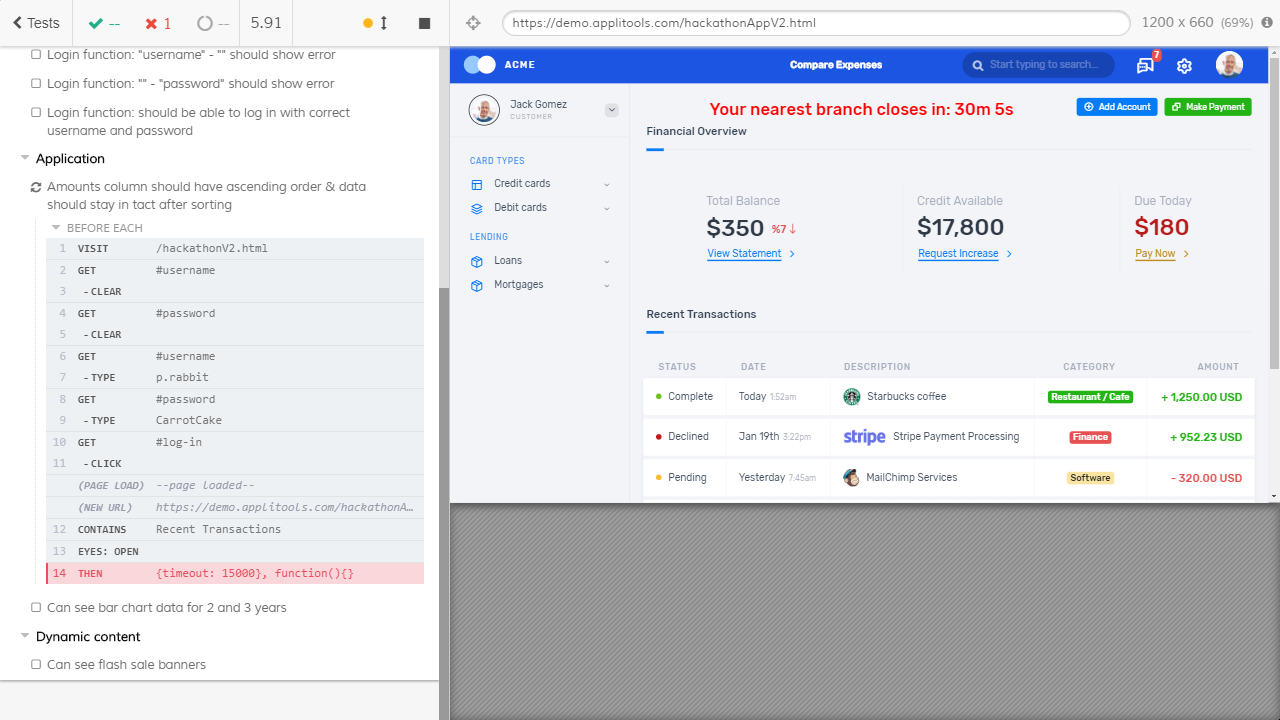 Tests
--
1
--
5.91
https://demo.applitools.com/hackathonAppV2.html
1200 x 660 (69%)
Login function: "username" - "" should show error
Login function: "" - "password" should show error
Login function: should be able to log in with correct
username and password
Application
Amounts column should have ascending order & data
should stay in tact after sorting
BEFORE EACH
1 VISIT /hackathonV2.html
2 GET #username
3 - CLEAR
4 GET #password
5 - CLEAR
6 GET #username
7 - TYPE p.rabbit
8 GET #password
9 - TYPE CarrotCake
10 GET #log-in
11 - CLICK
(PAGE LOAD) --page loaded--
(NEW URL) https://demo.applitools.com/hackathonA…
12 CONTAINS Recent Transactions
13 EYES: OPEN
14 THEN {timeout: 15000}, function(){}
Can see bar chart data for 2 and 3 years
Dynamic content
Can see flash sale banners
ACME
Compare Expenses
Start typing to search...
7
Jack Gomez
CUSTOMER
CARD TYPES
Credit cards
Debit cards
LENDING
Loans
Mortgages
Your nearest branch closes in: 30m 5s
Add Account
Make Payment
Financial Overview
Total Balance
$350 %7
View Statement
Credit Available
$17,800
Request Increase
Due Today
$180
Pay Now
Recent Transactions
STATUS DATE DESCRIPTION CATEGORY AMOUNT
Complete Today 1:52am Starbucks coffee Restaurant / Cafe + 1,250.00 USD
Declined Jan 19th 3:22pm stripe Stripe Payment Processing Finance + 952.23 USD
Pending Yesterday 7:45am MailChimp Services Software - 320.00 USD